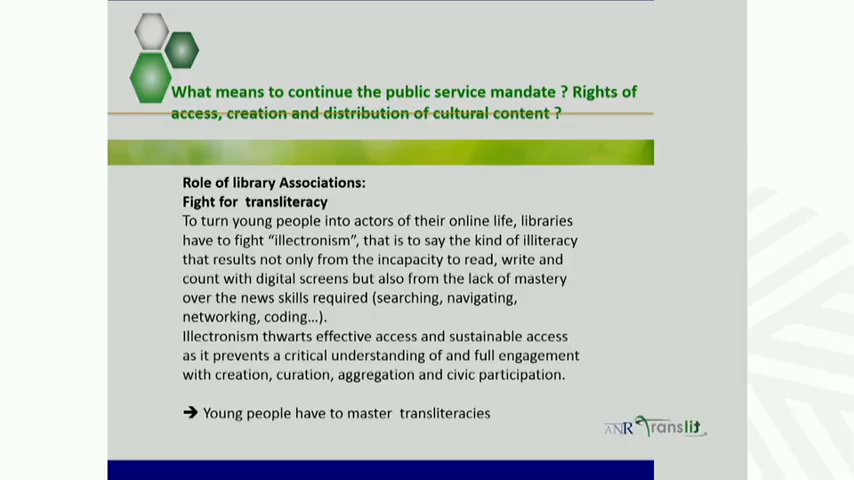 What means to continue the public service mandate ? Rights of
access, creation and distribution of cultural content ?
Role of library Associations:
Fight for transliteracy
To turn young people into actors of their online life, libraries
have to fight “illectronism”, that is to say the kind of illiteracy
that results not only from the incapacity to read, write and
count with digital screens but also from the lack of mastery
over the news skills required (searching, navigating,
networking, coding…).
Illectronism thwarts effective access and sustainable access
as it prevents a critical understanding of and full engagement
with creation, curation, aggregation and civic participation.
➔ Young people have to master transliteracies
ANR Translit